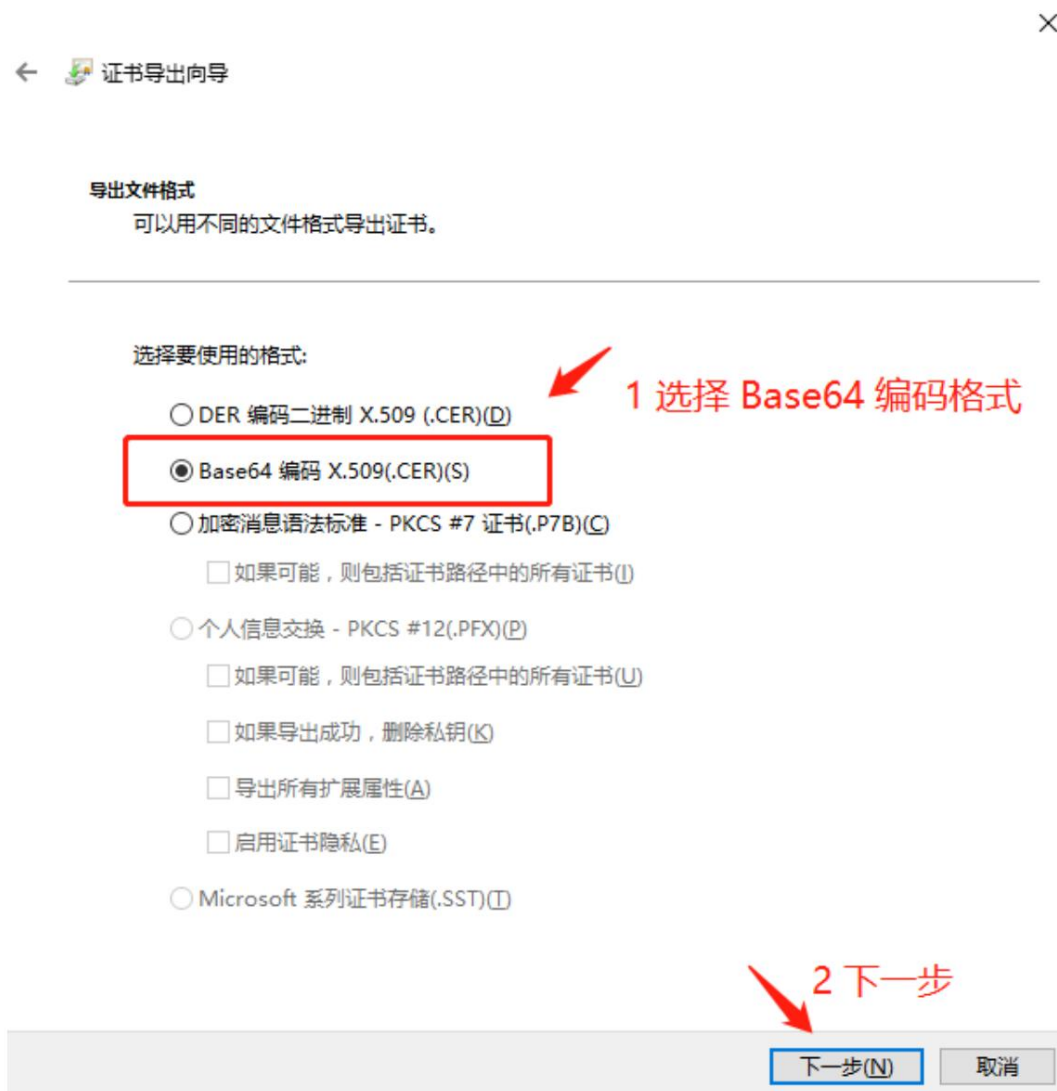 证书导出向导
导出文件格式
可以用不同的文件格式导出证书。
选择要使用的格式:
1 选择 Base64 编码格式
DER 编码二进制 X.509 (.CER)(D)
Base64 编码 X.509(.CER)(S)
加密消息语法标准 - PKCS #7 证书(.P7B)(C)
如果可能，则包括证书路径中的所有证书(I)
个人信息交换 - PKCS #12(.PFX)(P)
如果可能，则包括证书路径中的所有证书(U)
如果导出成功，删除私钥(K)
导出所有扩展属性(A)
启用证书隐私(E)
Microsoft 系列证书存储(.SST)(T)
2 下一步
下一步(N)
取消